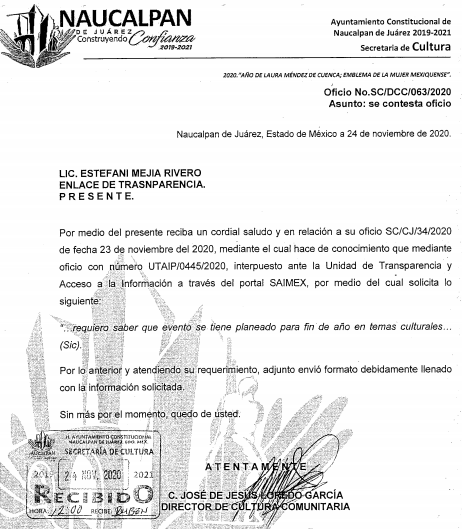 NAUCALPAN
DE JUÁREZ
Construyendo Confianza
2019-2021
Ayuntamiento Constitucional de
Naucalpan de Juárez 2019-2021
Secretaria de Cultura
2020."AÑO DE LAURA MÉNDEZ DE CUENCA; EMBLEMA DE LA MUJER MEXIQUENSE".
Oficio No.SC/DCC/063/2020
Asunto: se contesta oficio
Naucalpan de Juárez, Estado de México a 24 de noviembre de 2020.
LIC. ESTEFANI MEJIA RIVERO
ENLACE DE TRASNPARENCIA.
P R E S E N T E.
Por medio del presente reciba un cordial saludo y en relación a su oficio SC/CJ/34/2020
de fecha 23 de noviembre del 2020, mediante el cual hace de conocimiento que mediante
oficio con número UTAIP/0445/2020, interpuesto ante la Unidad de Transparencia y
Acceso a la Información a través del portal SAIMEX, por medio del cual solicita lo
siguiente:
"…requiero saber que evento se tiene planeado para fin de año en temas culturales…
(Sic).
Por lo anterior y atendiendo su requerimiento, adjunto envió formato debidamente llenado
con la información solicitada.
Sin más por el momento, quedo de usted.
H. AYUNTAMIENTO CONSTITUCIONAL
NAUCALPAN DE JUÁREZ EDO. MEX.
SECRETARÍA DE CULTURA
2019 24 NOV. 2020 2021
RECIBIDO
HORA 12:00 RECIBE RUBEN
A T E N T A M E N T E
C. JOSÉ DE JESÚS LOREDO GARCÍA
DIRECTOR DE CULTURA COMUNITARIA